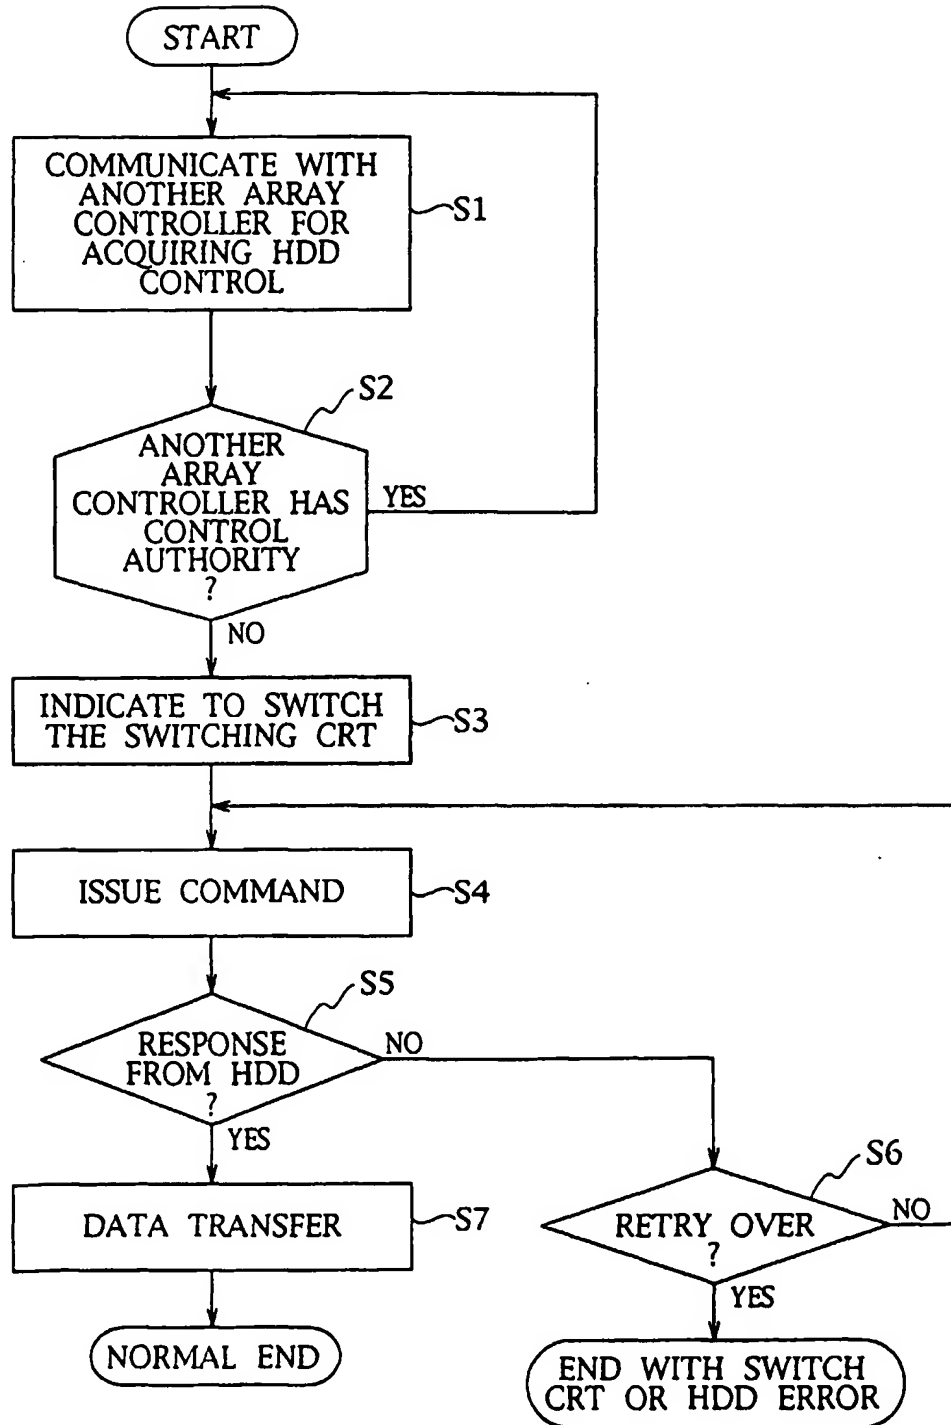 START
COMMUNICATE WITH
ANOTHER ARRAY
CONTROLLER FOR
ACQUIRING HDD
CONTROL
S1
S2
ANOTHER
ARRAY
CONTROLLER HAS
CONTROL
AUTHORITY
?
YES
NO
INDICATE TO SWITCH
THE SWITCHING CRT
S3
ISSUE COMMAND
S4
S5
RESPONSE
FROM HDD
?
NO
YES
S6
RETRY OVER
?
NO
YES
DATA TRANSFER
S7
NORMAL END
END WITH SWITCH
CRT OR HDD ERROR